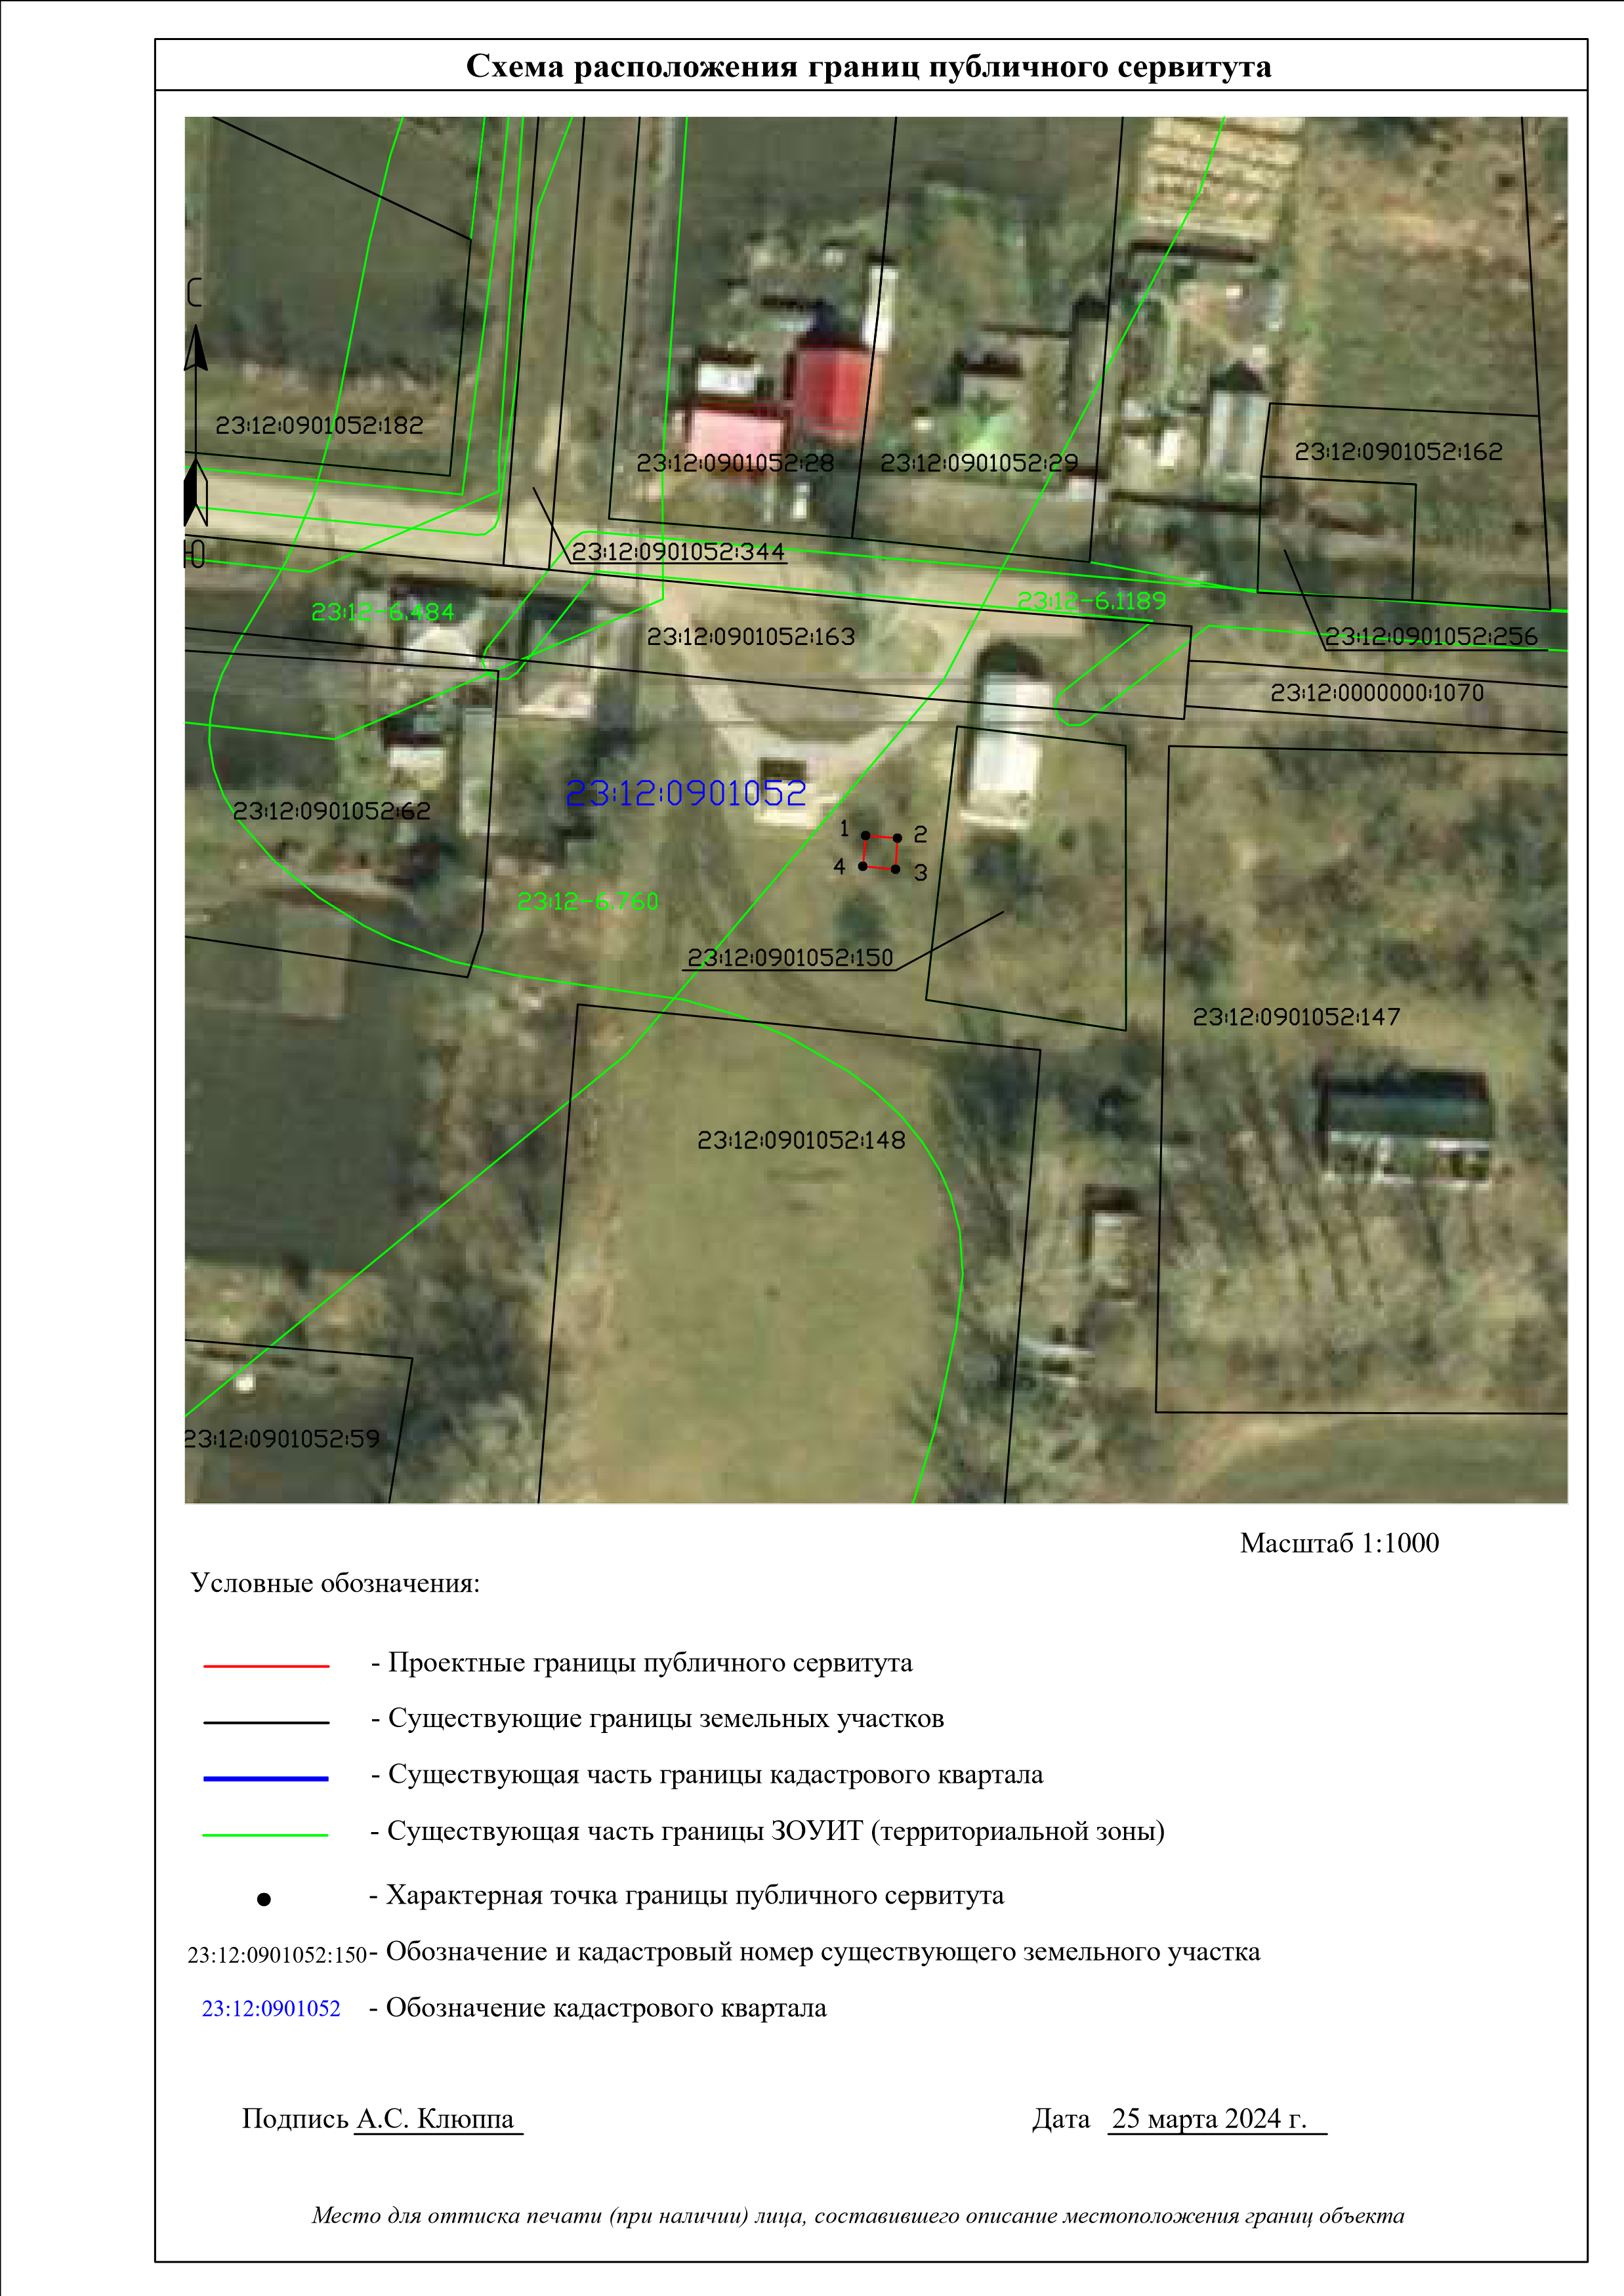 Схема расположения границ публичного сервитута
С
23:12:0901052:182
23:12:0901052:28
23:12:0901052:29
23:12:0901052:162
Ю
23:12:0901052:344
23:12-6.484
23:12-6.1189
23:12:0901052:163
23:12:0901052:256
23:12:0000000:1070
23:12:0901052
23:12:0901052:62
1
2
4
3
23:12-6.760
23:12:0901052:150
23:12:0901052:147
23:12:0901052:148
23:12:0901052:59
Масштаб 1:1000
Условные обозначения:
- Проектные границы публичного сервитута
- Существующие границы земельных участков
- Существующая часть границы кадастрового квартала
- Существующая часть границы ЗОУИТ (территориальной зоны)
- Характерная точка границы публичного сервитута
23:12:0901052:150 - Обозначение и кадастровый номер существующего земельного участка
23:12:0901052 - Обозначение кадастрового квартала
Подпись А.С. Клюппа Дата 25 марта 2024 г.
Место для оттиска печати (при наличии) лица, составившего описание местоположения границ объекта